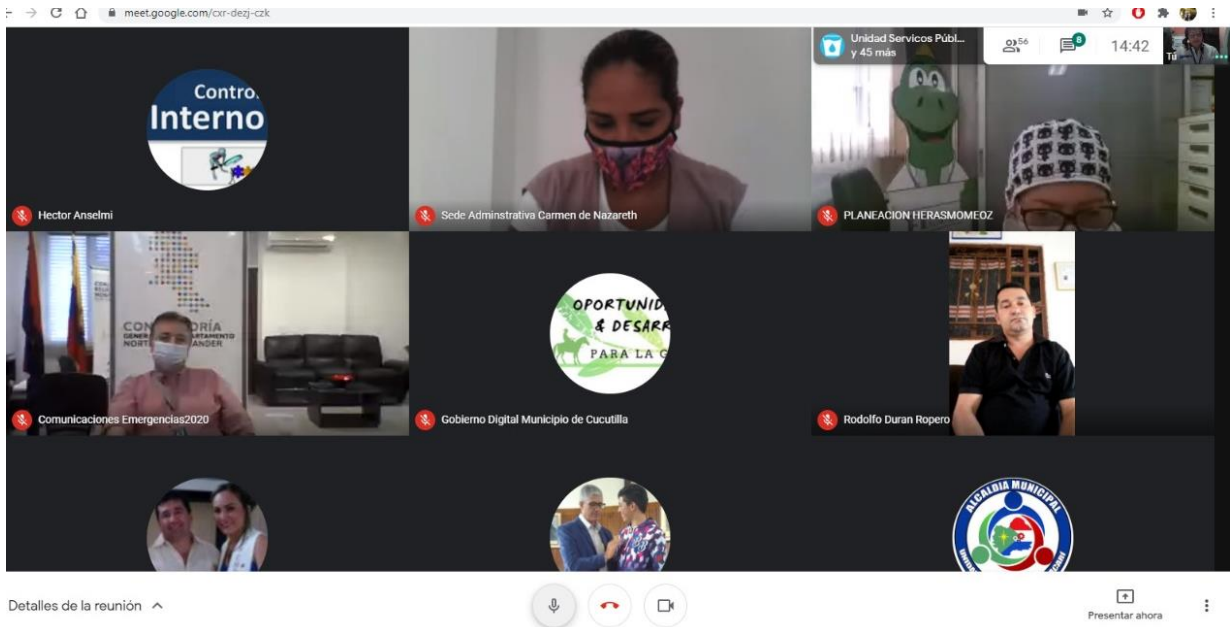 meet.google.com/cxr-dezj-czk
Contro.
Interno
Hector Anselmi
Sede Adminstrativa Carmen de Nazareth
Unidad Servicos Públ...
y 45 más
56
8
14:42
Tú
PLANEACION HERASMOMEOZ
Comunicaciones Emergencias2020
OPORTUNID
& DESARR
PARA LA G
Gobierno Digital Municipio de Cucutilla
Rodolfo Duran Ropero
ALCALDIA MUNICIPAL
Detalles de la reunión
Presentar ahora